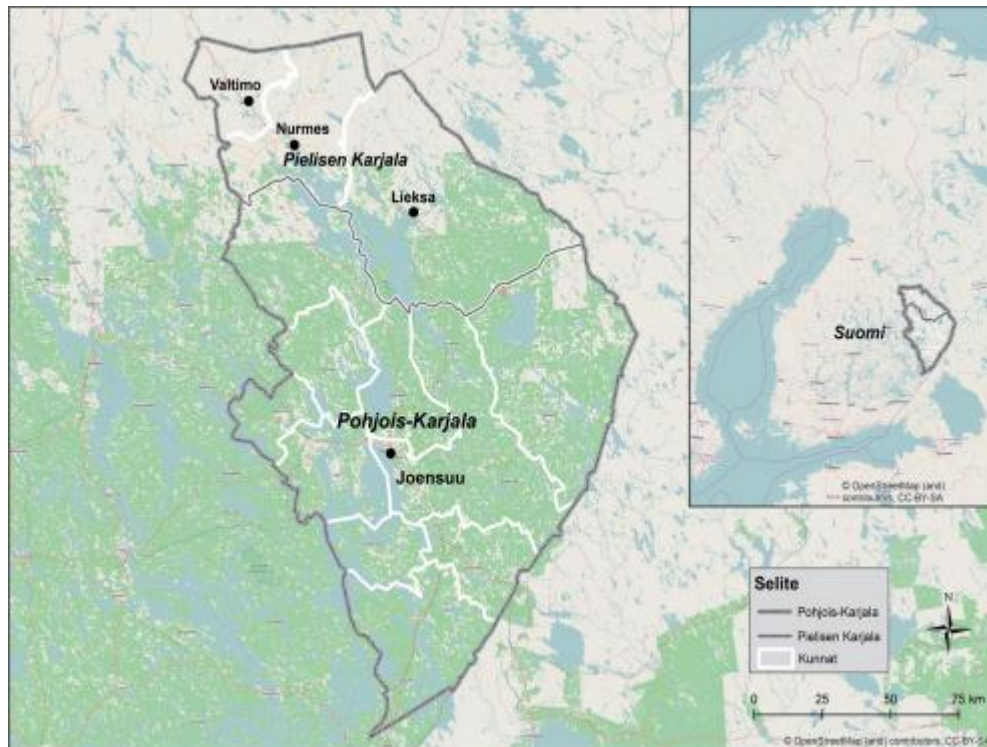 Valtimo
Nurmes
Pielisen Karjala
Lieksa
Pohjois-Karjala
Joensuu
Suomi
© OpenStreetMap (and)
contributors, CC-BY-SA
Selite
Pohjois-Karjala
Pielisen Karjala
Kunnat
N
0 25 50 75 km
© OpenStreetMap (and) contributors, CC-BY-SA